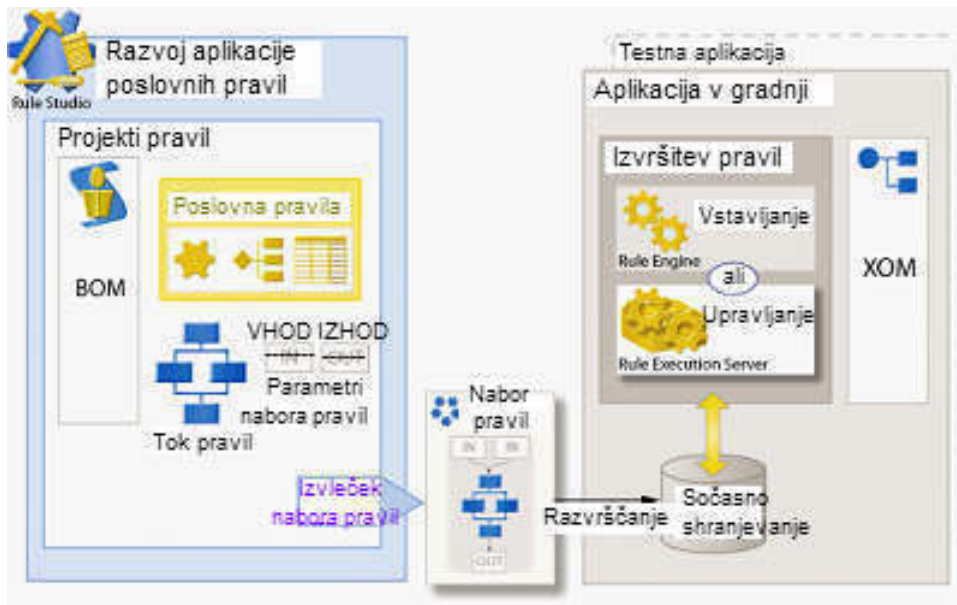 Razvoj aplikacije
poslovnih pravil
Rule Studio
Projekti pravil
BOM
Poslovna pravila
VHOD IZHOD
IN OUT
Parametri
nabora pravil
Tok pravil
Izvleček
nabora pravil
Nabor
pravil
IN IN
OUT
Razvrščanje
Testna aplikacija
Aplikacija v gradnji
Izvršitev pravil
Vstavljanje
Rule Engine
ali
Upravljanje
Rule Execution Server
XOM
Sočasno
shranjevanje